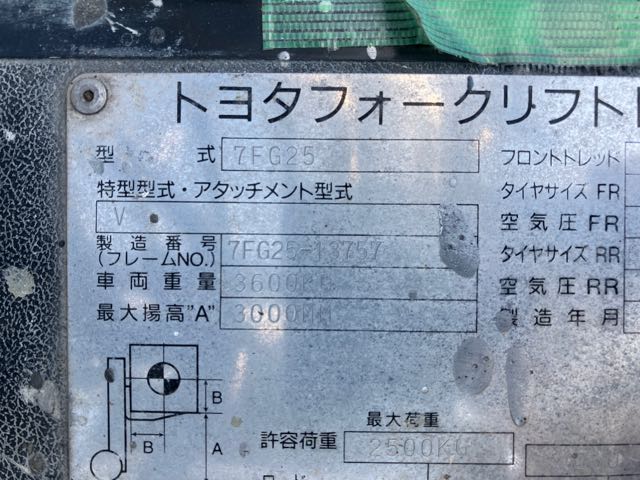 トヨタフォークリフト
型 式 7FG25
フロントトレッド
特型型式・アタッチメント型式
タイヤサイズ FR
V
空気圧 FR
製造番号 7FG25-13757
(フレームNO.)
タイヤサイズ RR
車両重量 3600KG
空気圧 RR
最大揚高"A" 3000MM
製造年月
B
B
A
最大荷重
許容荷重 2500KG